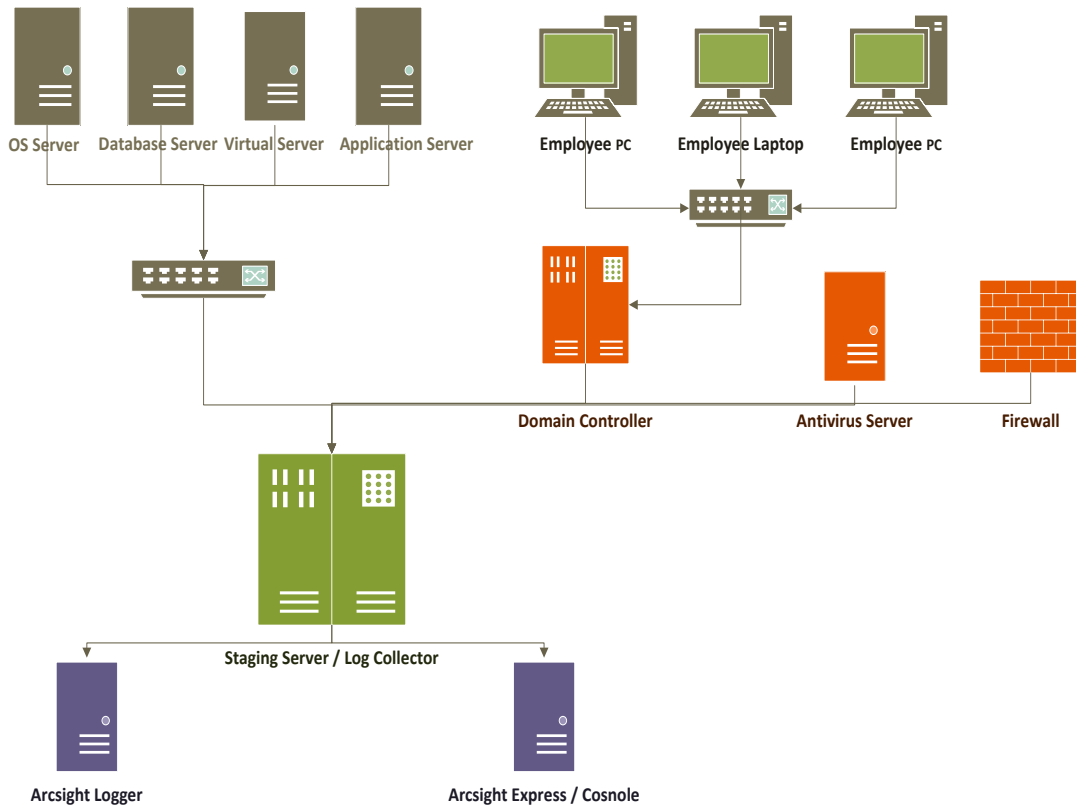 OS Server
Database Server
Virtual Server
Application Server
Employee PC
Employee Laptop
Employee PC
Domain Controller
Antivirus Server
Firewall
Staging Server / Log Collector
Arcsight Logger
Arcsight Express / Cosnole